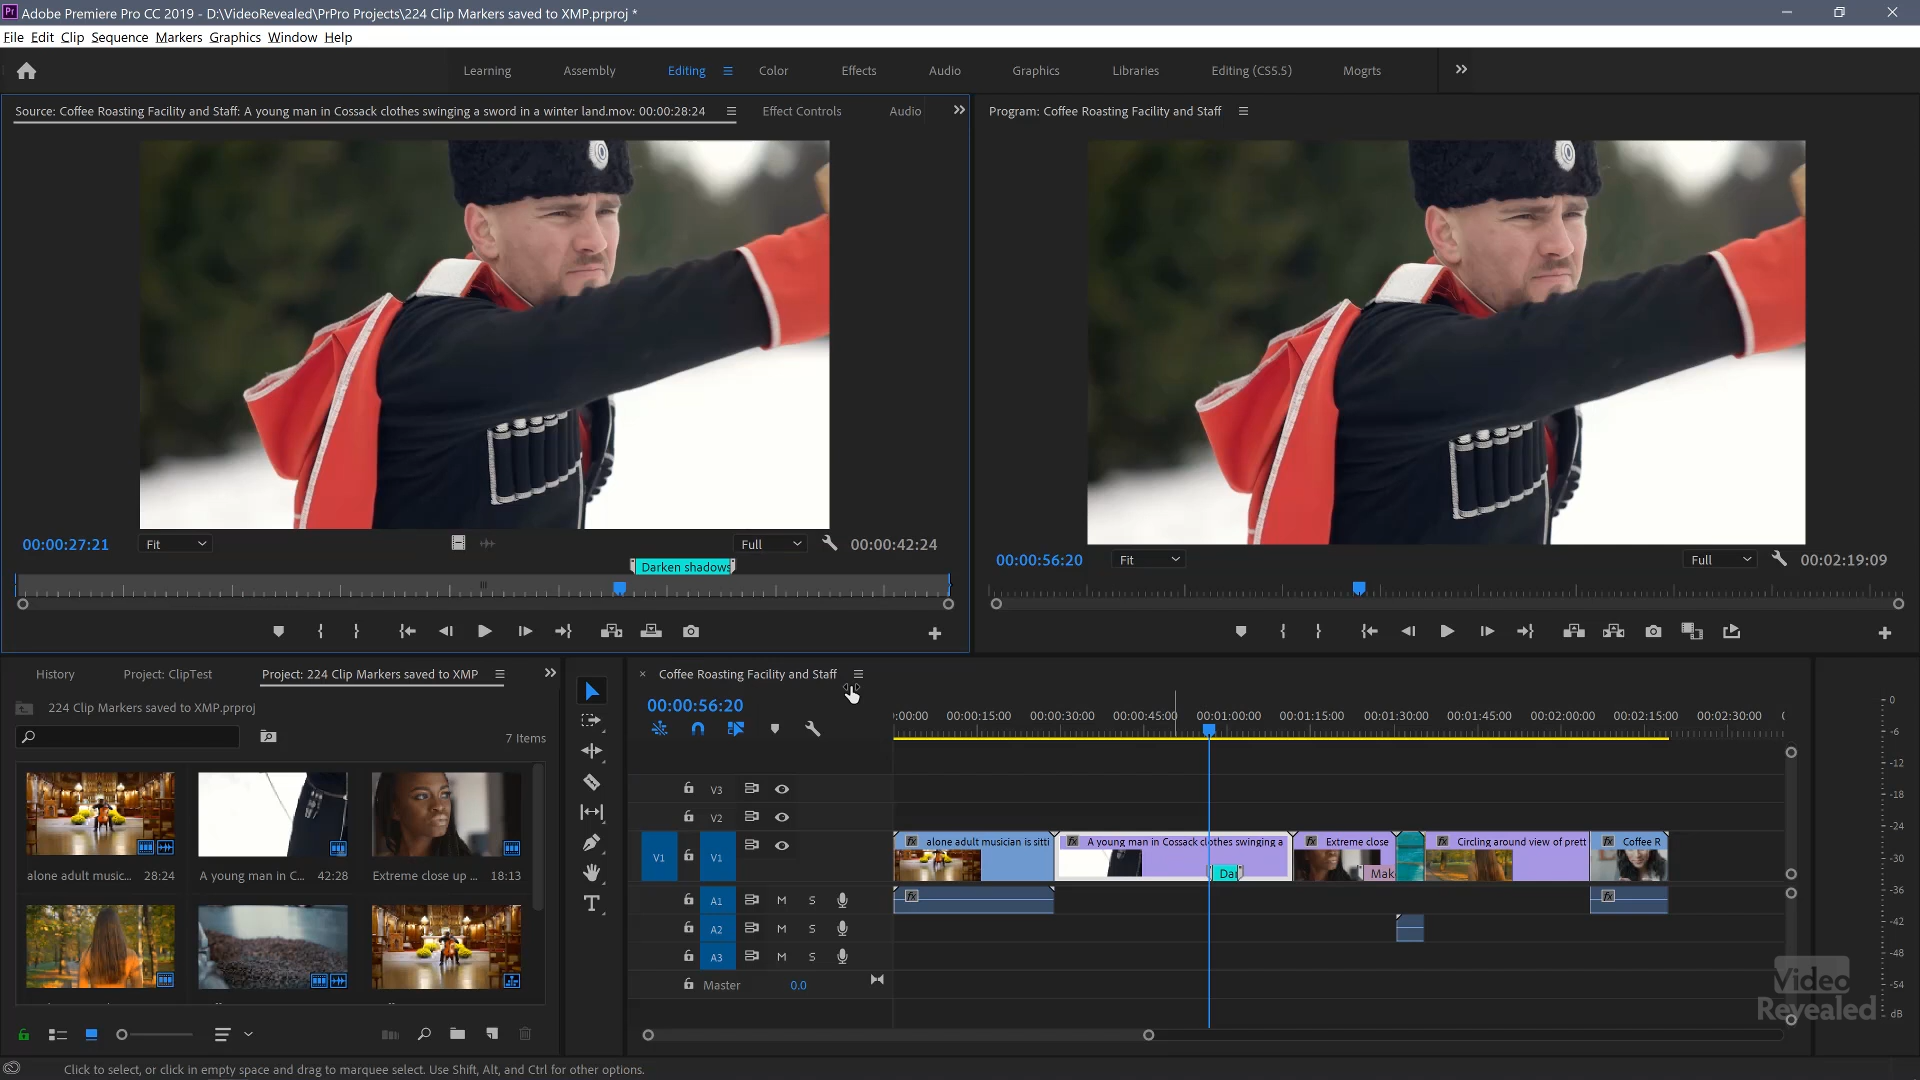 Pr Adobe Premiere Pro CC 2019 - D:\VideoRevealed\PrPro Projects\224 Clip Markers saved to XMP.prproj *
File Edit Clip Sequence Markers Graphics Window Help
Learning Assembly Editing Color Effects Audio Graphics Libraries Editing (CS5.5) Mogrts
Source: Coffee Roasting Facility and Staff: A young man in Cossack clothes swinging a sword in a winter land.mov: 00:00:28:24 Effect Controls Audio
Program: Coffee Roasting Facility and Staff
00:00:27:21 Fit Full 00:00:42:24
Darken shadows
00:00:56:20 Fit Full 00:02:19:09
History Project: ClipTest Project: 224 Clip Markers saved to XMP
224 Clip Markers saved to XMP.prproj
7 Items
alone adult music... 28:24
A young man in C... 42:28
Extreme close up ... 18:13
Coffee Roasting Facility and Staff
00:00:56:20
:00:00 00:00:15:00 00:00:30:00 00:00:45:00 00:01:00:00 00:01:15:00 00:01:30:00 00:01:45:00 00:02:00:00 00:02:15:00 00:02:30:00
V3
V2
V1 V1
fx alone adult musician is sitti
fx A young man in Cossack clothes swinging a
fx Extreme close
fx Circling around view of prett
fx Coffee R
Dar
Mak
A1 M S fx fx
A2 M S
A3 M S
Master 0.0
0
-6
-12
-18
-24
-30
-36
-42
-48
-54
dB
Video
Revealed
Click to select, or click in empty space and drag to marquee select. Use Shift, Alt, and Ctrl for other options.